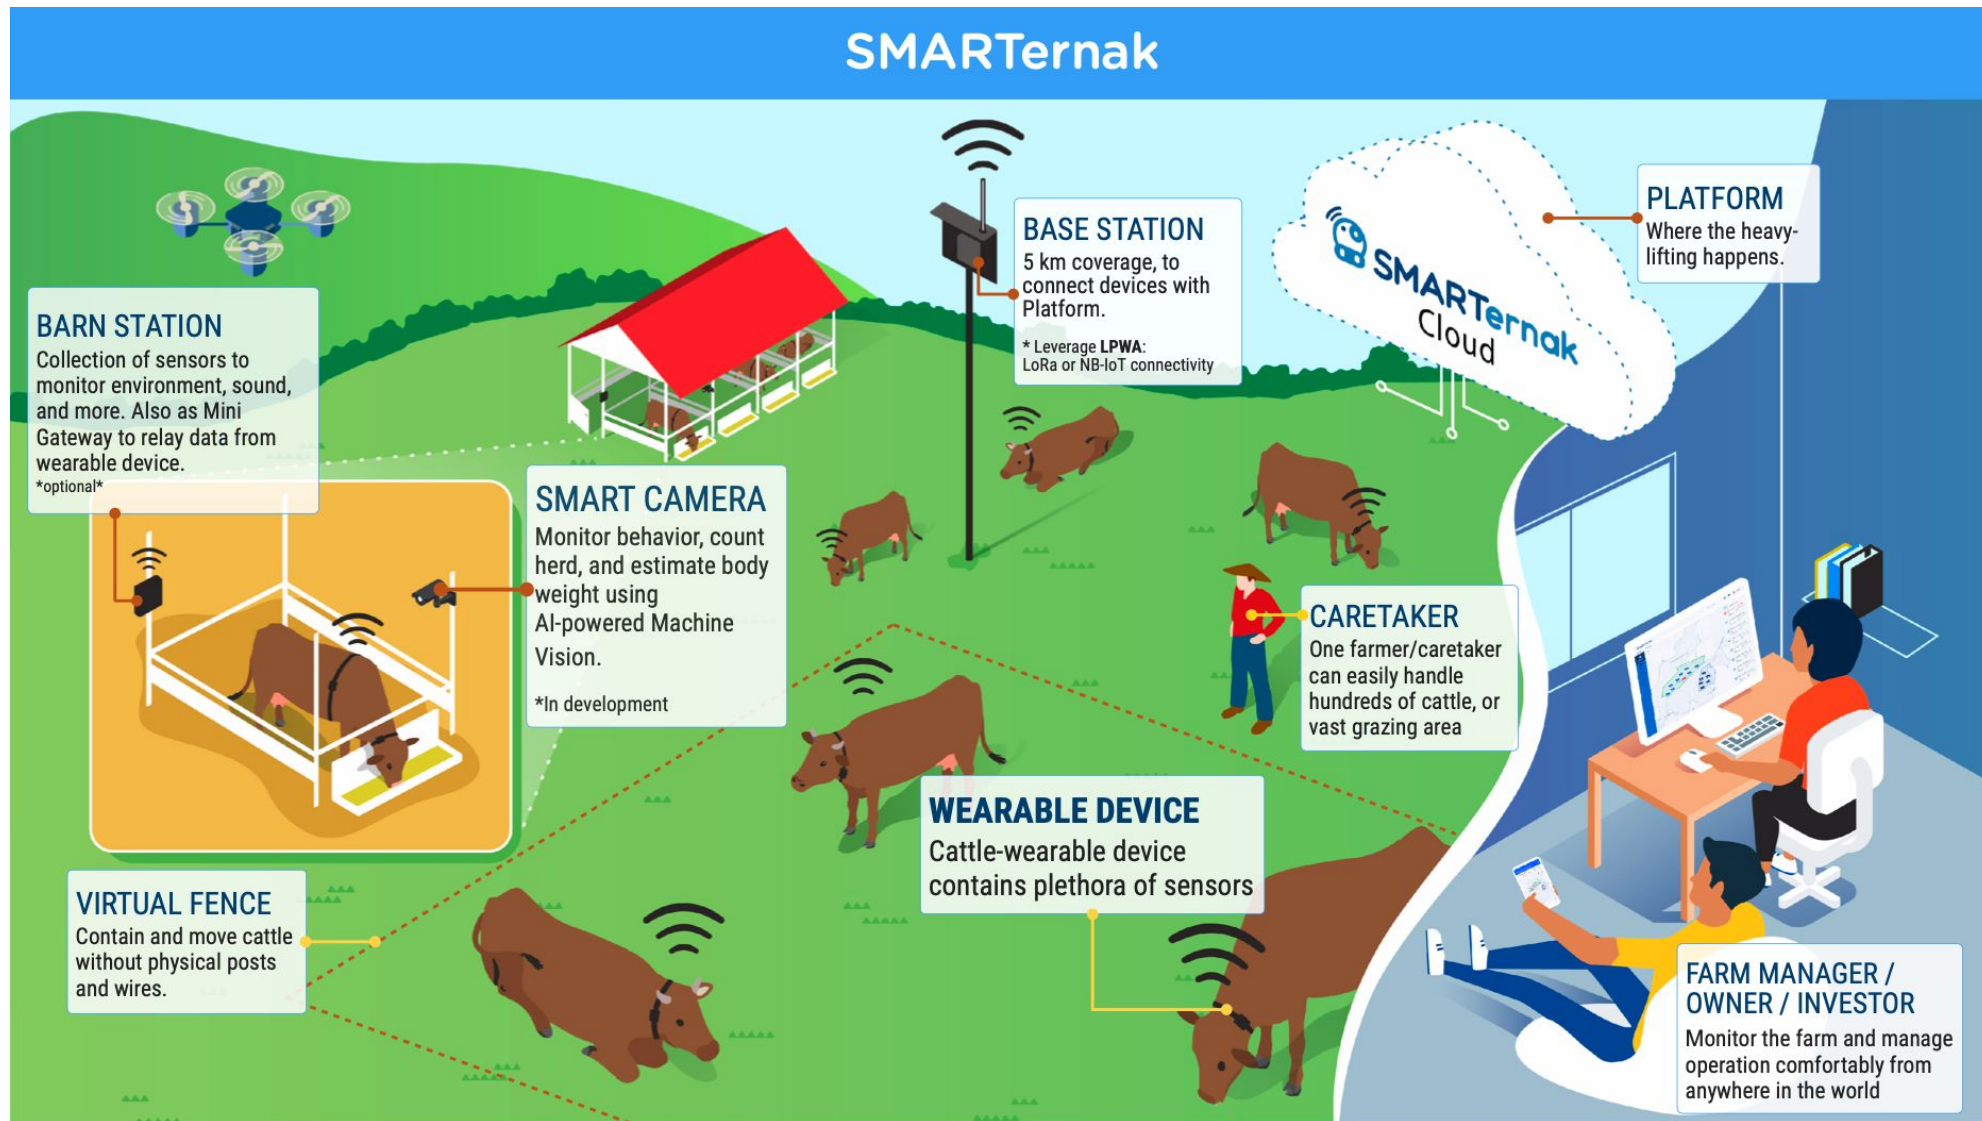 SMARTernak
BARN STATION
Collection of sensors to
monitor environment, sound,
and more. Also as Mini
Gateway to relay data from
wearable device.
*optional*
SMART CAMERA
Monitor behavior, count
herd, and estimate body
weight using
AI-powered Machine
Vision.
*In development
BASE STATION
5 km coverage, to
connect devices with
Platform.
* Leverage LPWA:
LoRa or NB-IoT connectivity
SMARTernak
Cloud
PLATFORM
Where the heavy-
lifting happens.
CARETAKER
One farmer/caretaker
can easily handle
hundreds of cattle, or
vast grazing area
WEARABLE DEVICE
Cattle-wearable device
contains plethora of sensors
VIRTUAL FENCE
Contain and move cattle
without physical posts
and wires.
FARM MANAGER /
OWNER / INVESTOR
Monitor the farm and manage
operation comfortably from
anywhere in the world